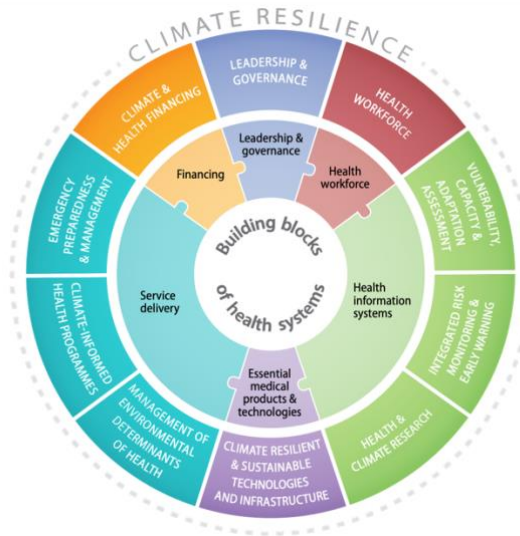 CLIMATE RESILIENCE
LEADERSHIP &
GOVERNANCE
HEALTH
WORKFORCE
VULNERABILITY,
CAPACITY &
ADAPTATION
ASSESSMENT
INTEGRATED RISK
MONITORING &
EARLY WARNING
HEALTH &
CLIMATE RESEARCH
CLIMATE RESILIENT
& SUSTAINABLE
TECHNOLOGIES
AND INFRASTRUCTURE
MANAGEMENT OF
ENVIRONMENTAL
DETERMINANTS
OF HEALTH
CLIMATE-INFORMED
HEALTH PROGRAMMES
EMERGENCY
PREPAREDNESS
& MANAGEMENT
CLIMATE &
HEALTH FINANCING
Leadership &
governance
Health
workforce
Health
information
systems
Essential
medical
products &
technologies
Service
delivery
Financing
Building blocks
of health systems